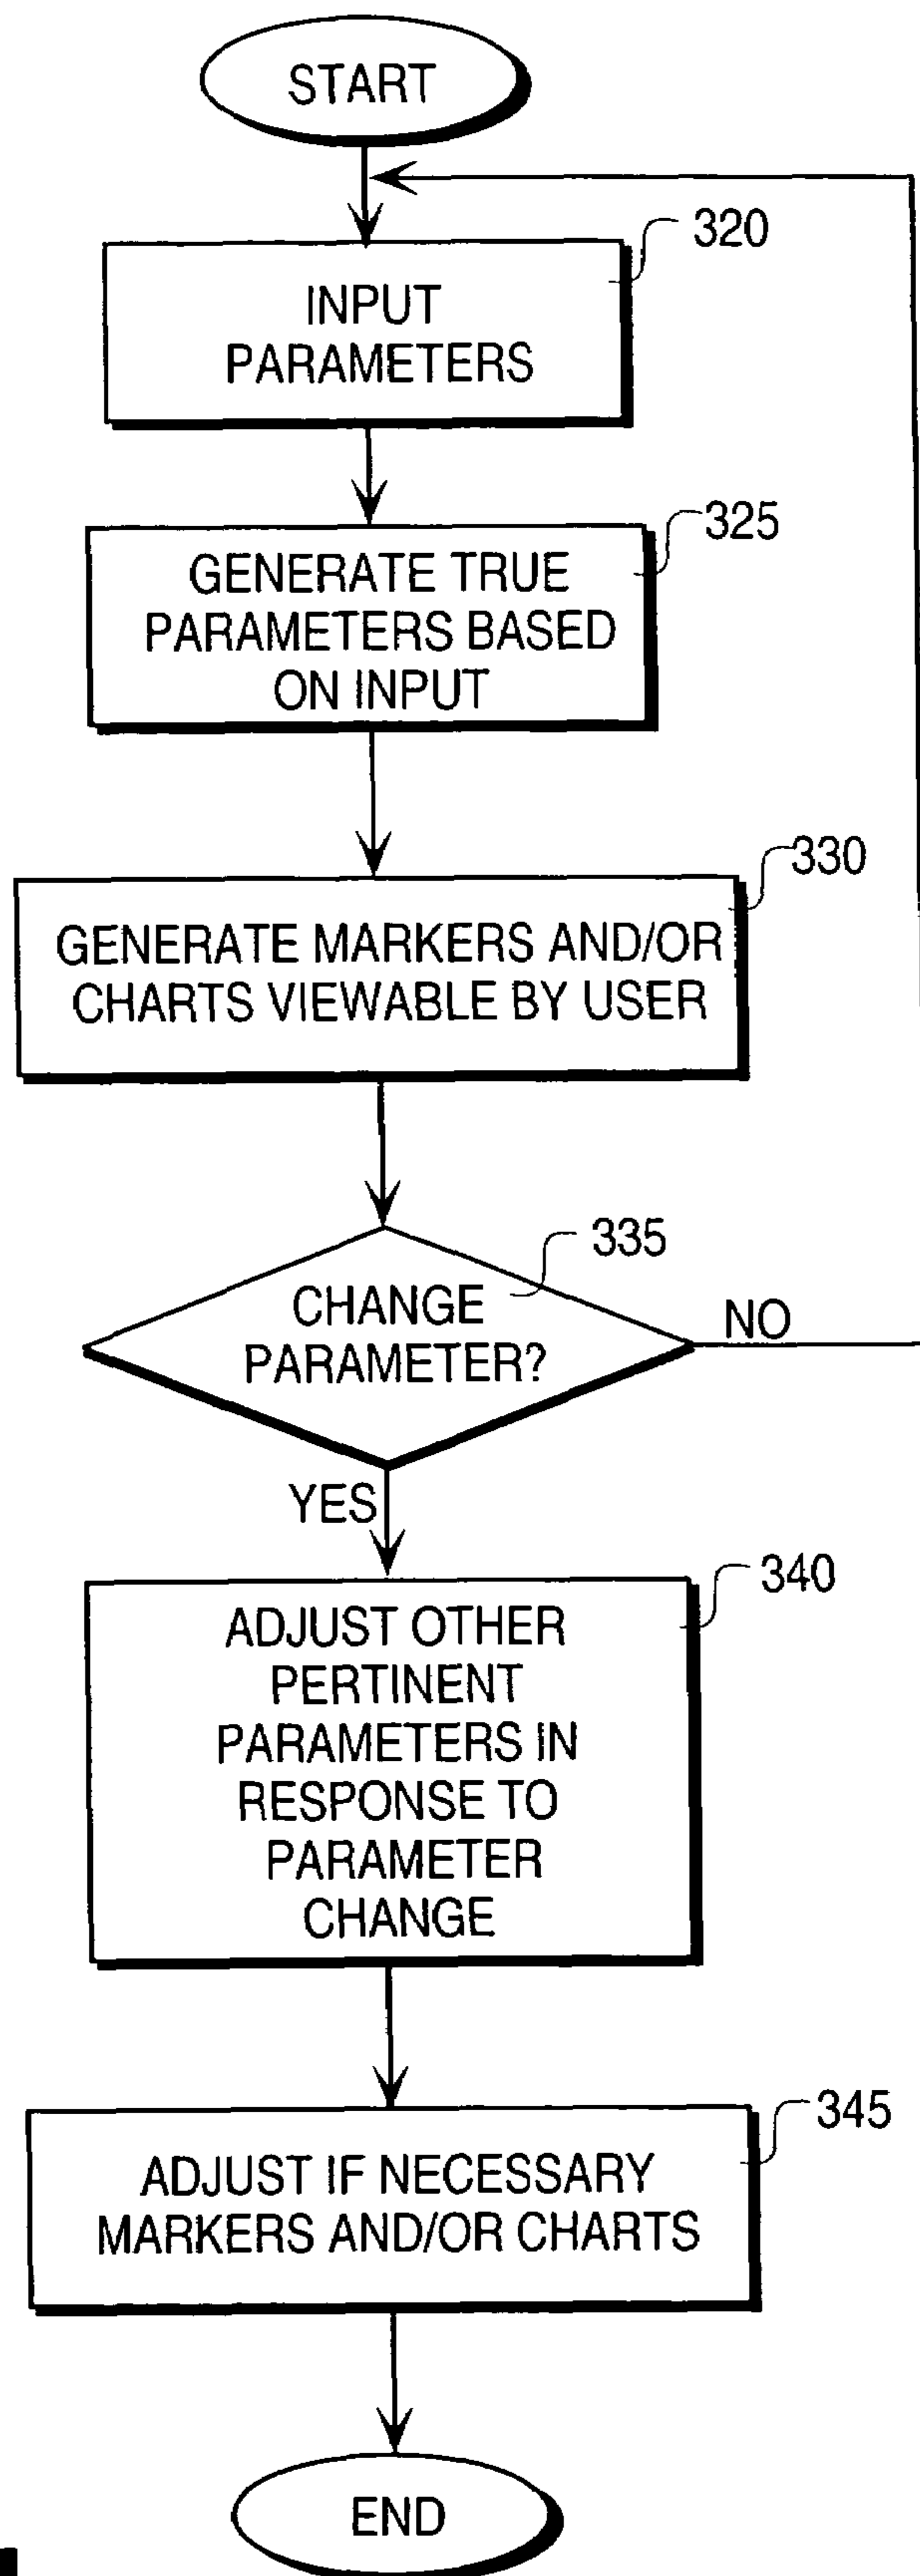 START
320
INPUT
PARAMETERS
325
GENERATE TRUE
PARAMETERS BASED
ON INPUT
330
GENERATE MARKERS AND/OR
CHARTS VIEWABLE BY USER
335
CHANGE
PARAMETER?
NO
YES
340
ADJUST OTHER
PERTINENT
PARAMETERS IN
RESPONSE TO
PARAMETER
CHANGE
345
ADJUST IF NECESSARY
MARKERS AND/OR CHARTS
END